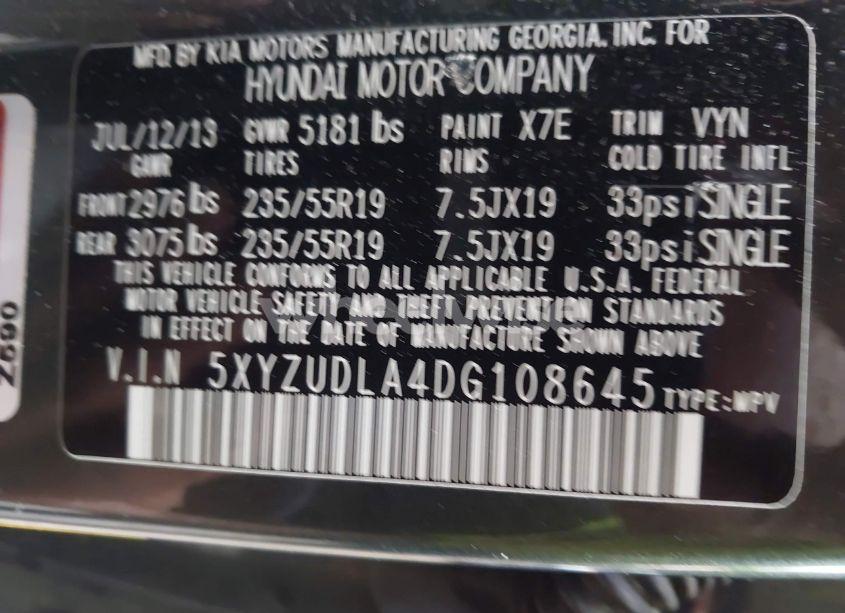 MFD. BY KIA MOTORS MANUFACTURING GEORGIA. INC. FOR
HYUNDAI MOTOR COMPANY
JUL/12/13 GVWR 5181 lbs PAINT X7E TRIM VYN
GAWR TIRES RIMS COLD TIRE INFL
FRONT 2976 lbs 235/55R19 7.5JX19 33psi SINGLE
REAR 3075 lbs 235/55R19 7.5JX19 33psi SINGLE
THIS VEHICLE CONFORMS TO ALL APPLICABLE U.S.A. FEDERAL
MOTOR VEHICLE SAFETY AND THEFT PREVENTION STANDARDS
IN EFFECT ON THE DATE OF MANUFACTURE SHOWN ABOVE
V.I.N 5XYZUDLA4DG108645 TYPE:MPV
2690